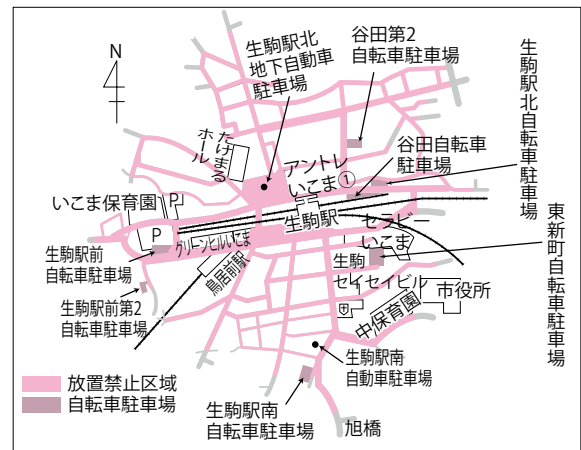 N
生駒駅北
地下自動車
駐車場
谷田第2
自転車駐車場
生駒駅北自転車駐車場
たけまる
ホール
アントレ
いこま①
谷田自転車
駐車場
いこま保育園
P
P
生駒駅
セラビー
いこま
東新町自転車駐車場
グリーンヒルいこま
生駒駅前
自転車駐車場
鳥居前駅
生駒
セイセイビル
市役所
生駒駅前第2
自転車駐車場
中保育園
生駒駅南
自動車駐車場
放置禁止区域
自転車駐車場
生駒駅南
自転車駐車場
旭橋